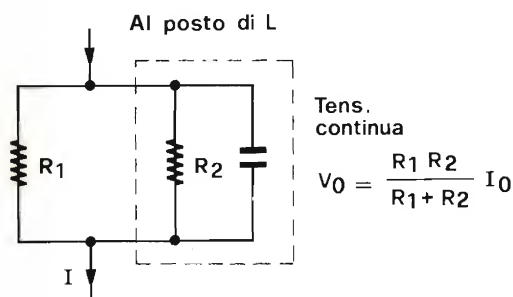 Al posto di L
R1
R2
I
Tens.
continua
V0 = R1 R2 / R1 + R2 I0